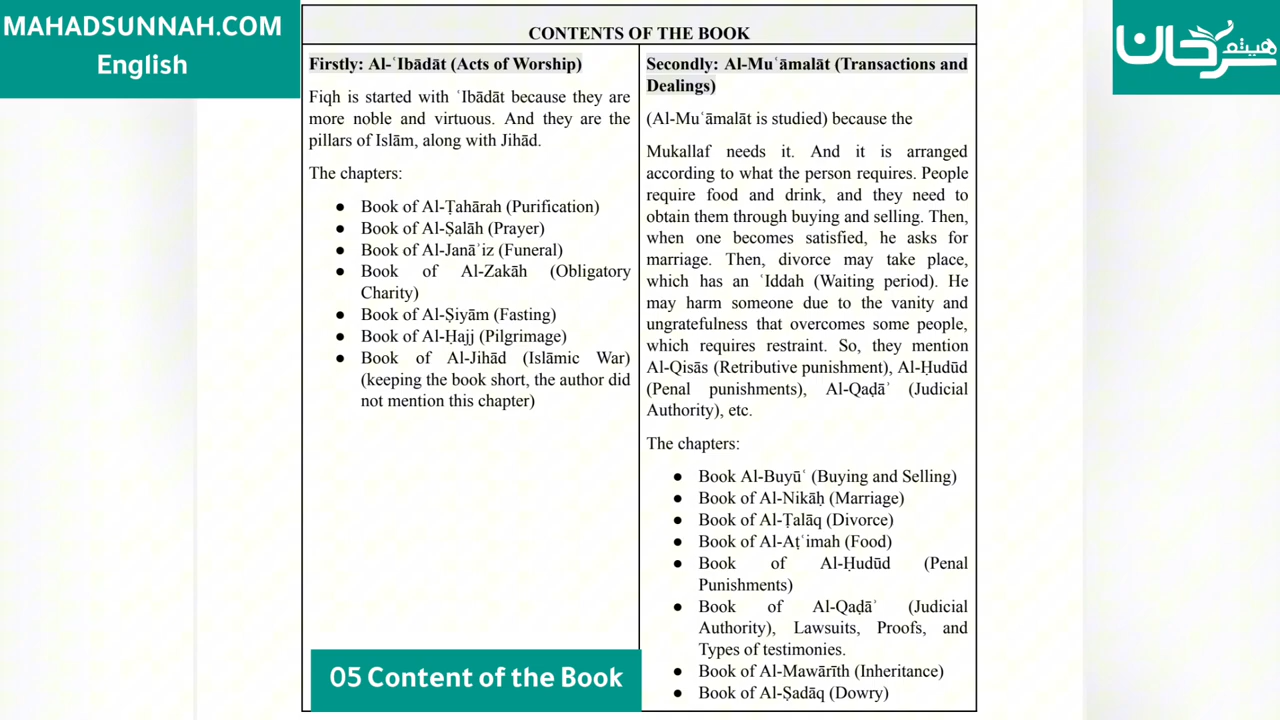 MAHADSUNNAH.COM
English
هيثم
سرحان
CONTENTS OF THE BOOK
Firstly: Al-ʿIbādāt (Acts of Worship)
Fiqh is started with ʿIbādāt because they are
more noble and virtuous. And they are the
pillars of Islām, along with Jihād.
The chapters:
● Book of Al-Ṭahārah (Purification)
● Book of Al-Ṣalāh (Prayer)
● Book of Al-Janāʾiz (Funeral)
● Book of Al-Zakāh (Obligatory
Charity)
● Book of Al-Ṣiyām (Fasting)
● Book of Al-Ḥajj (Pilgrimage)
● Book of Al-Jihād (Islāmic War)
(keeping the book short, the author did
not mention this chapter)
Secondly: Al-Muʿāmalāt (Transactions and
Dealings)
(Al-Muʿāmalāt is studied) because the
Mukallaf needs it. And it is arranged
according to what the person requires. People
require food and drink, and they need to
obtain them through buying and selling. Then,
when one becomes satisfied, he asks for
marriage. Then, divorce may take place,
which has an ʿIddah (Waiting period). He
may harm someone due to the vanity and
ungratefulness that overcomes some people,
which requires restraint. So, they mention
Al-Qisās (Retributive punishment), Al-Ḥudūd
(Penal punishments), Al-Qaḍāʾ (Judicial
Authority), etc.
The chapters:
● Book Al-Buyūʿ (Buying and Selling)
● Book of Al-Nikāḥ (Marriage)
● Book of Al-Ṭalāq (Divorce)
● Book of Al-Aṭʿimah (Food)
● Book of Al-Ḥudūd (Penal
Punishments)
● Book of Al-Qaḍāʾ (Judicial
Authority), Lawsuits, Proofs, and
Types of testimonies.
● Book of Al-Mawārīth (Inheritance)
● Book of Al-Ṣadāq (Dowry)
05 Content of the Book